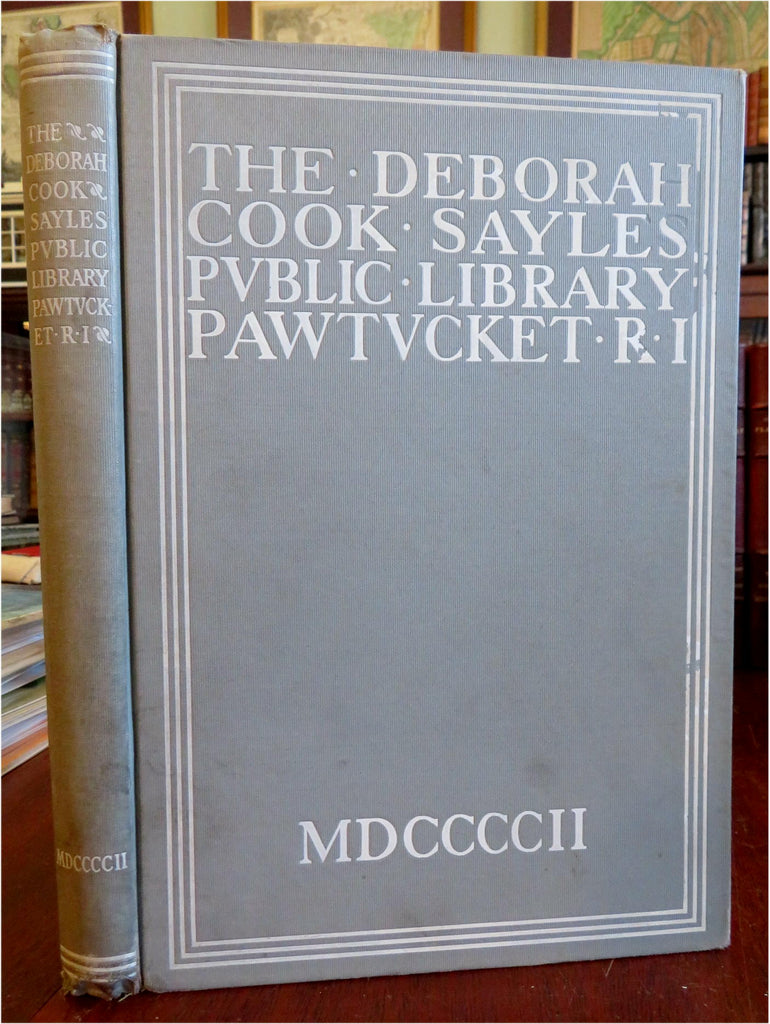 THE
DEBORAH
COOK
SAYLES
PVBLIC
LIBRARY
PAWTVCK
ET·R·I
MDCCCCII
THE · DEBORAH
COOK · SAYLES
PVBLIC · LIBRARY
PAWTVCKET · R · I
MDCCCCII